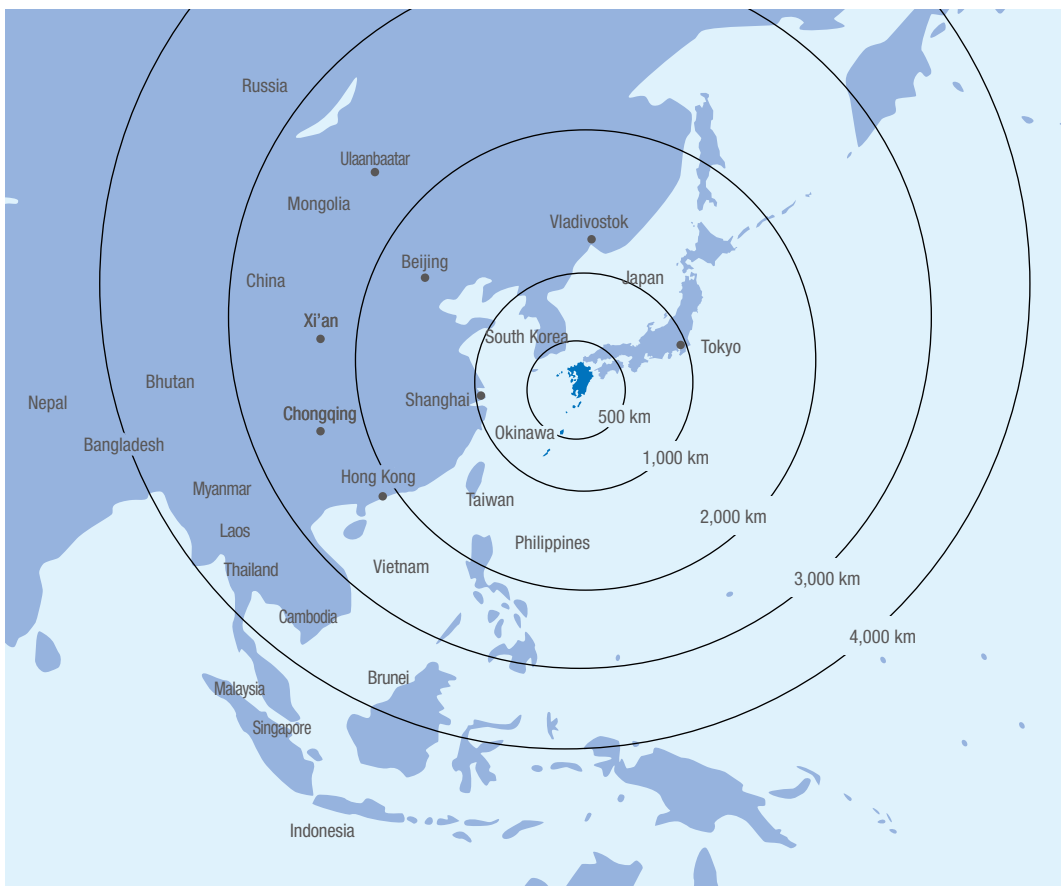 Russia
Ulaanbaatar
Mongolia
Vladivostok
Beijing
Japan
China
Xi'an
South Korea
Tokyo
Bhutan
Nepal
Shanghai
Chongqing
500 km
Okinawa
Bangladesh
1,000 km
Hong Kong
Myanmar
Taiwan
2,000 km
Laos
Philippines
Thailand
Vietnam
3,000 km
Cambodia
4,000 km
Brunei
Malaysia
Singapore
Indonesia